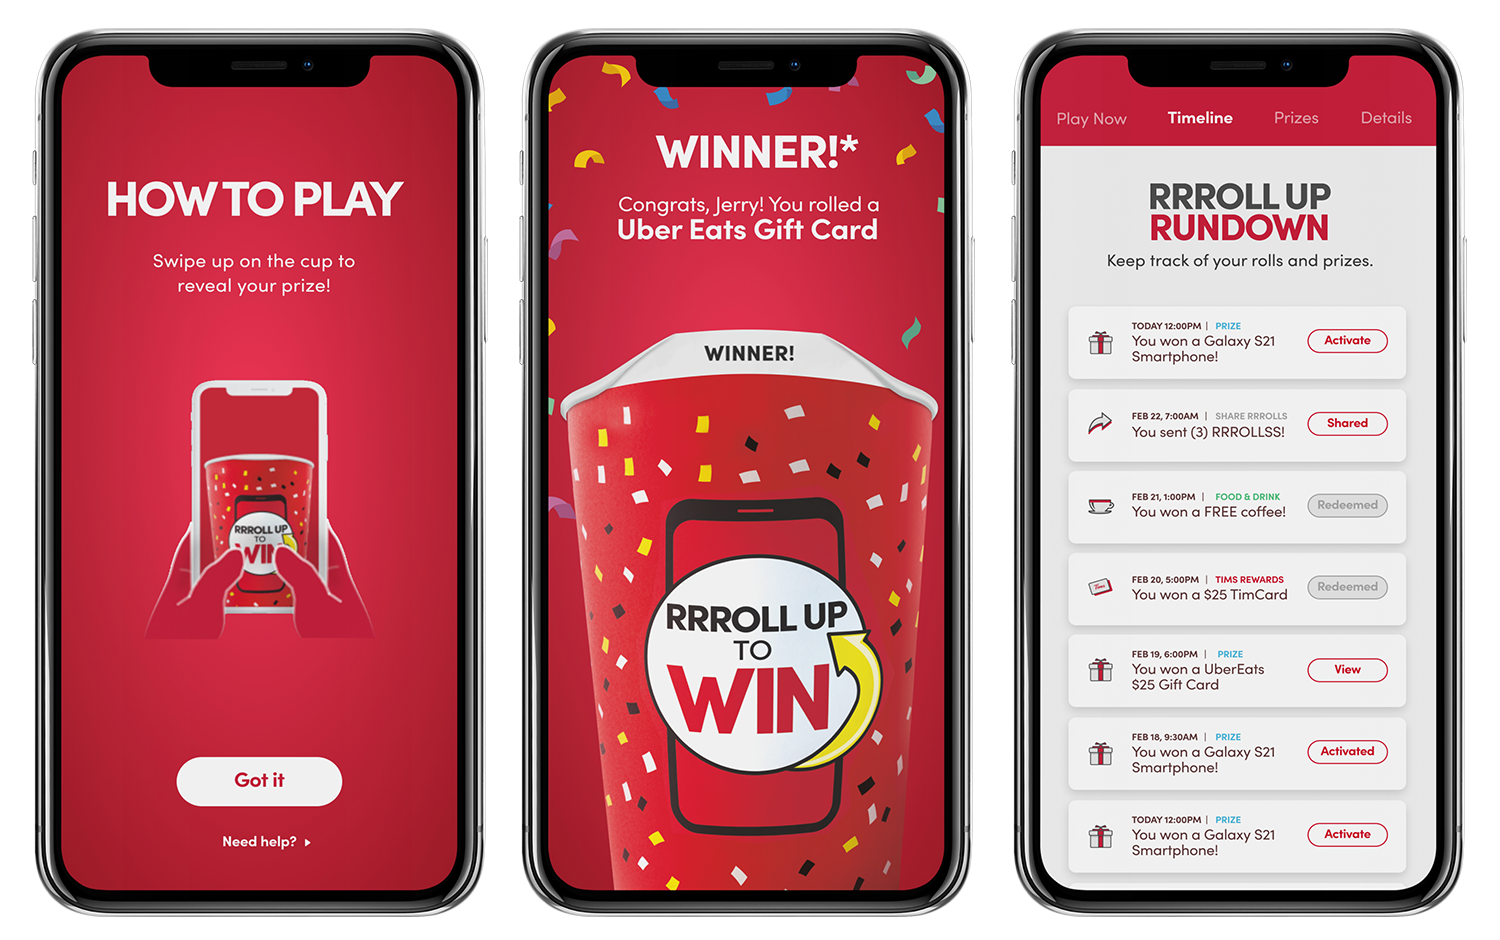 HOW TO PLAY
Swipe up on the cup to
reveal your prize!
RRROLL UP
TO
WIN
Got it
Need help?
WINNER!*
Congrats, Jerry! You rolled a
Uber Eats Gift Card
WINNER!
RRROLL UP
TO
WIN
Play Now Timeline Prizes Details
RRROLL UP
RUNDOWN
Keep track of your rolls and prizes.
TODAY 12:00PM | PRIZE
You won a Galaxy S21
Smartphone!
Activate
FEB 22, 7:00AM | SHARE RRROLLS
You sent (3) RRROLLSS!
Shared
FEB 21, 1:00PM | FOOD & DRINK
You won a FREE coffee!
Redeemed
Tims
FEB 20, 5:00PM | TIMS REWARDS
You won a $25 TimCard
Redeemed
FEB 19, 6:00PM | PRIZE
You won a UberEats
$25 Gift Card
View
FEB 18, 9:30AM | PRIZE
You won a Galaxy S21
Smartphone!
Activated
TODAY 12:00PM | PRIZE
You won a Galaxy S21
Smartphone!
Activate